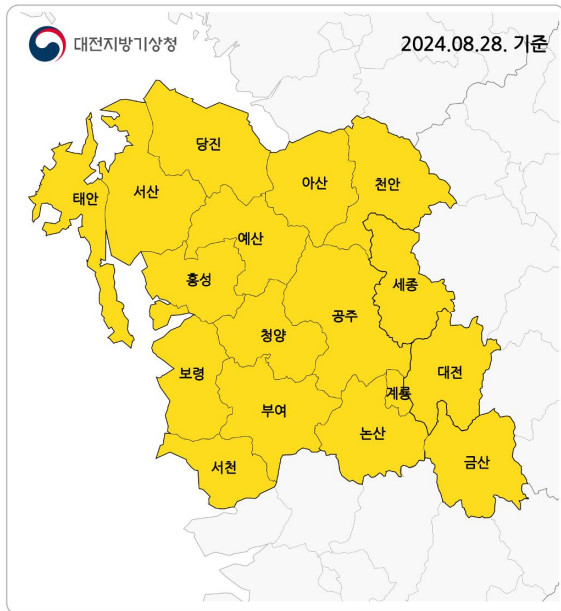 대전지방기상청
2024.08.28. 기준
당진
아산
천안
태안
서산
예산
홍성
세종
공주
청양
보령
대전
계룡
부여
논산
서천
금산